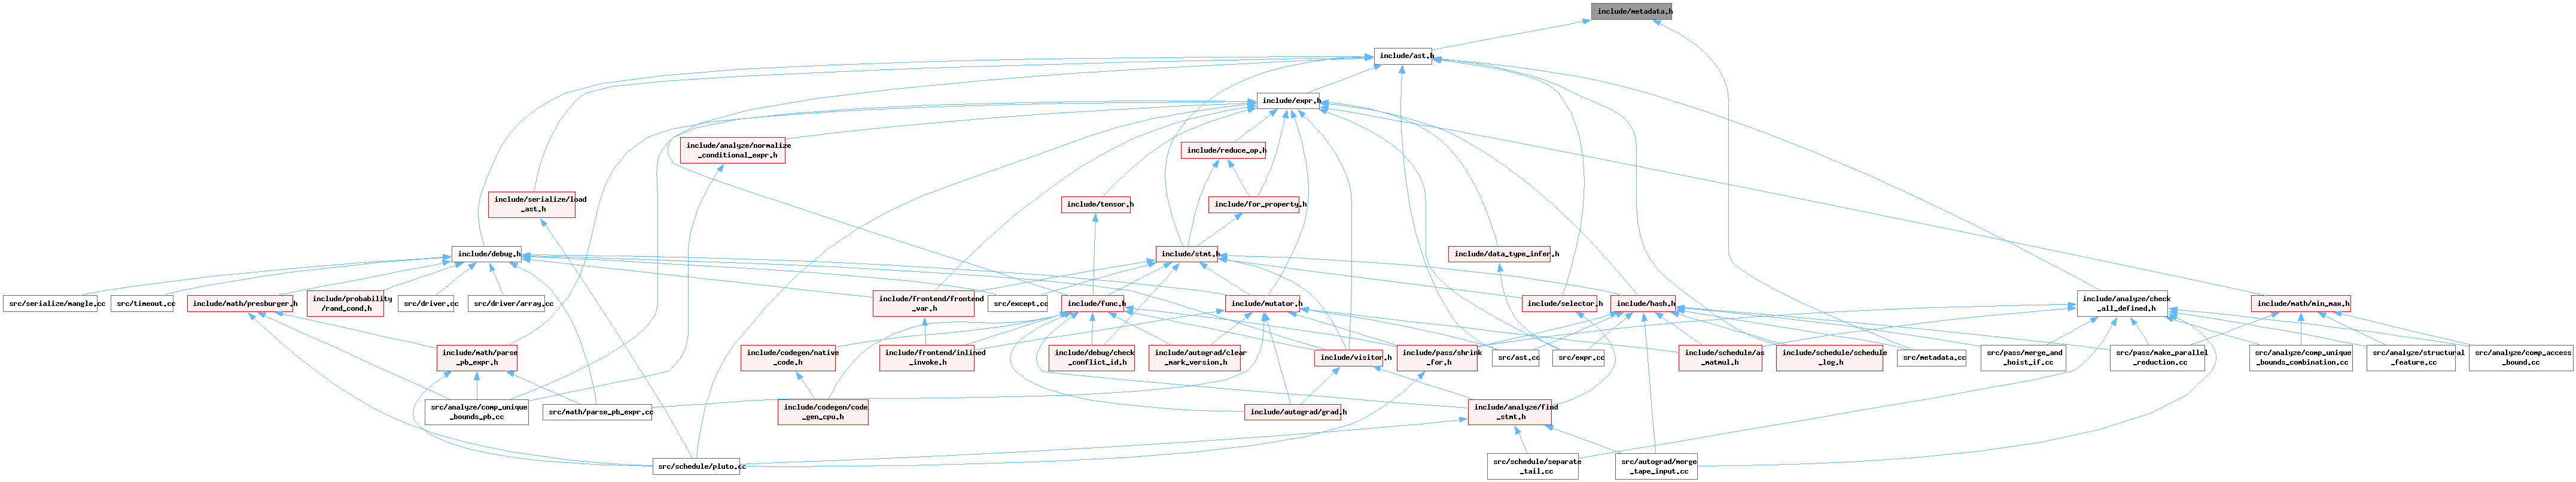 include/metadata.h
include/ast.h
include/expr.h
include/analyze/normalize
_conditional_expr.h
include/reduce_op.h
include/serialize/load
_ast.h
include/tensor.h
include/for_property.h
include/debug.h
include/stmt.h
include/data_type_infer.h
src/serialize/mangle.cc
src/timeout.cc
include/math/presburger.h
include/probability
/rand_cond.h
src/driver.cc
src/driver/array.cc
include/frontend/frontend
_var.h
src/except.cc
include/func.h
include/mutator.h
include/selector.h
include/hash.h
include/analyze/check
_all_defined.h
include/math/min_max.h
include/math/parse
_pb_expr.h
include/codegen/native
_code.h
include/frontend/inlined
_invoke.h
include/debug/check
_conflict_id.h
include/autograd/clear
_mark_version.h
include/visitor.h
include/pass/shrink
_for.h
src/ast.cc
src/expr.cc
include/schedule/as
_matmul.h
include/schedule/schedule
_log.h
src/metadata.cc
src/pass/merge_and
_hoist_if.cc
src/pass/make_parallel
_reduction.cc
src/analyze/comp_unique
_bounds_combination.cc
src/analyze/structural
_feature.cc
src/analyze/comp_access
_bound.cc
src/analyze/comp_unique
_bounds_pb.cc
src/math/parse_pb_expr.cc
include/codegen/code
_gen_cpu.h
include/autograd/grad.h
include/analyze/find
_stmt.h
src/schedule/pluto.cc
src/schedule/separate
_tail.cc
src/autograd/merge
_tape_input.cc